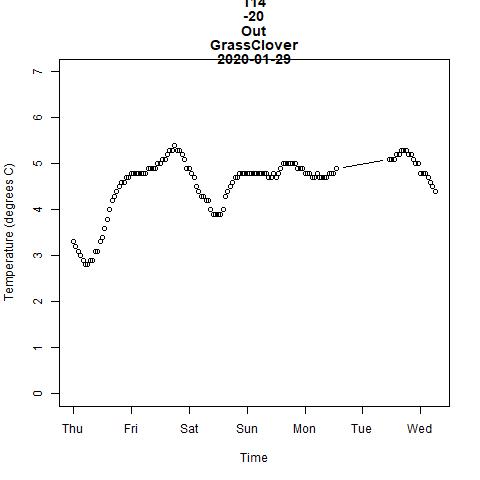 114
-20
Out
GrassClover
2020-01-29
Temperature (degrees C)
7
6
5
4
3
2
1
0
Thu Fri Sat Sun Mon Tue Wed
Time